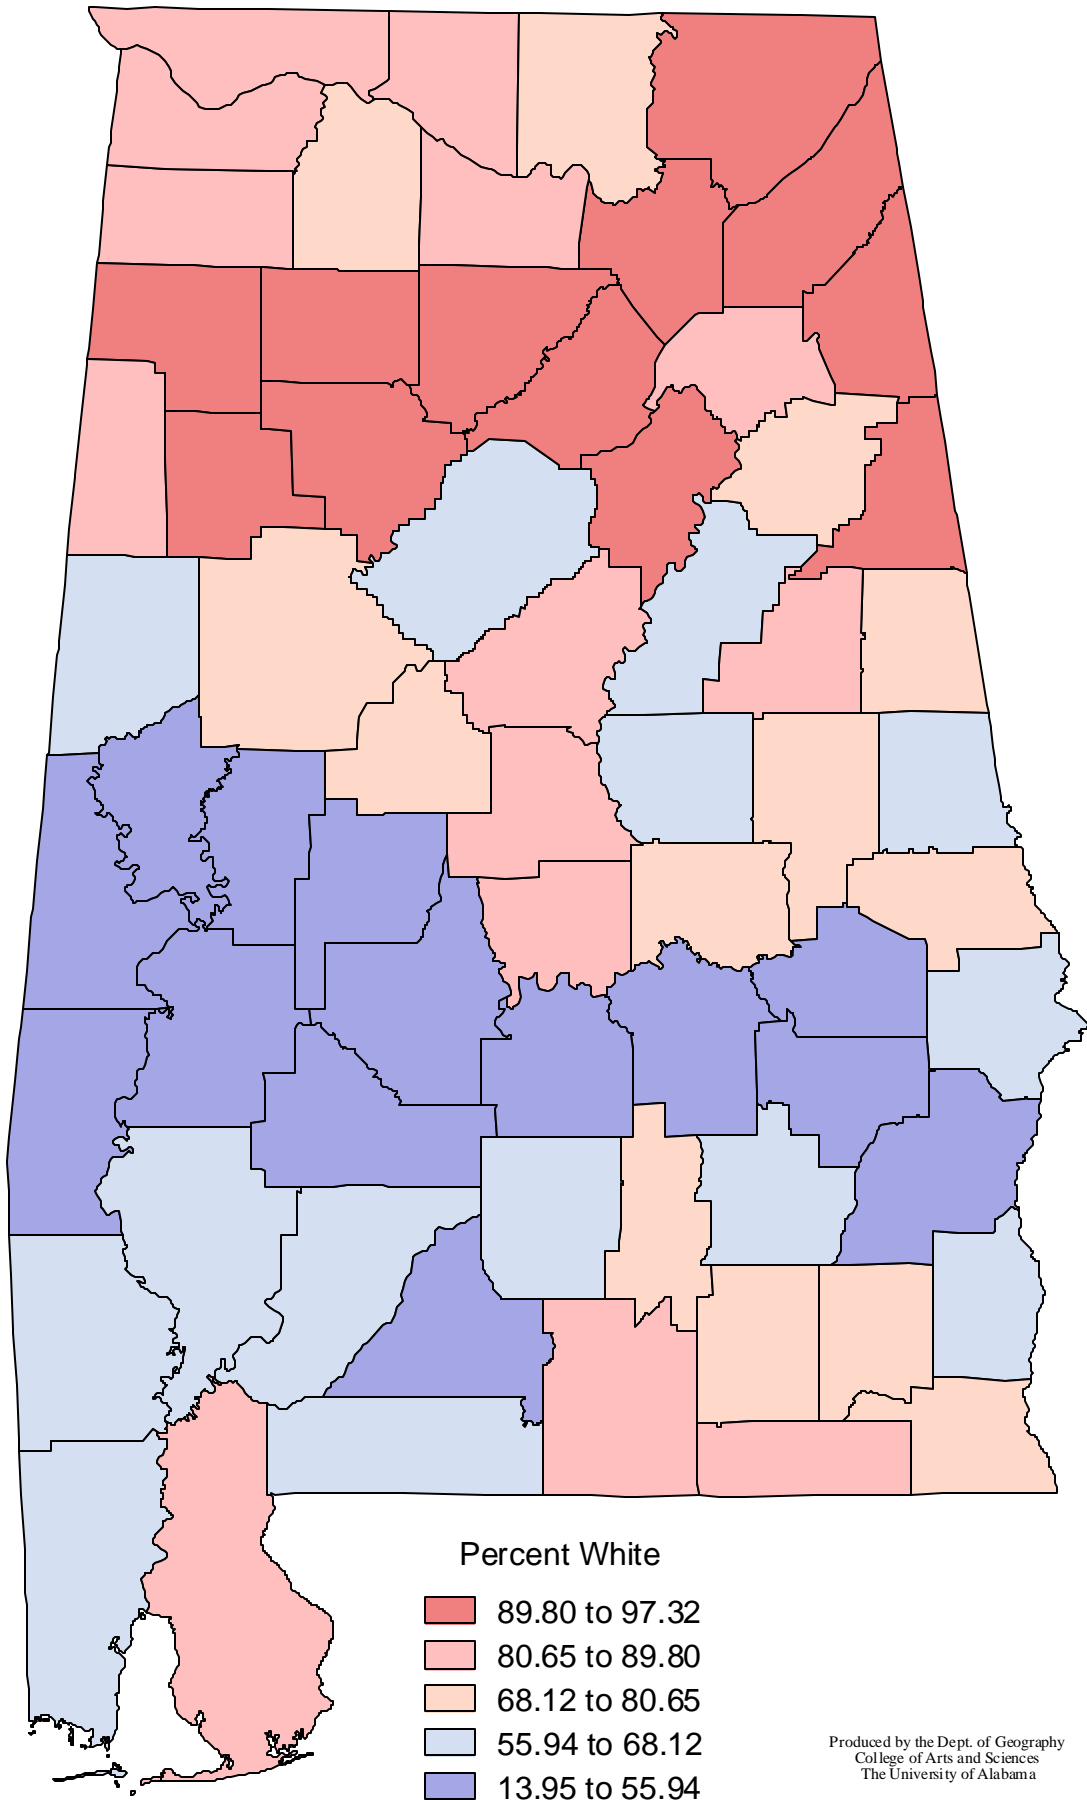 Percent White
89.80 to 97.32
80.65 to 89.80
68.12 to 80.65
55.94 to 68.12
13.95 to 55.94
Produced by the Dept. of Geography
College of Arts and Sciences
The University of Alabama